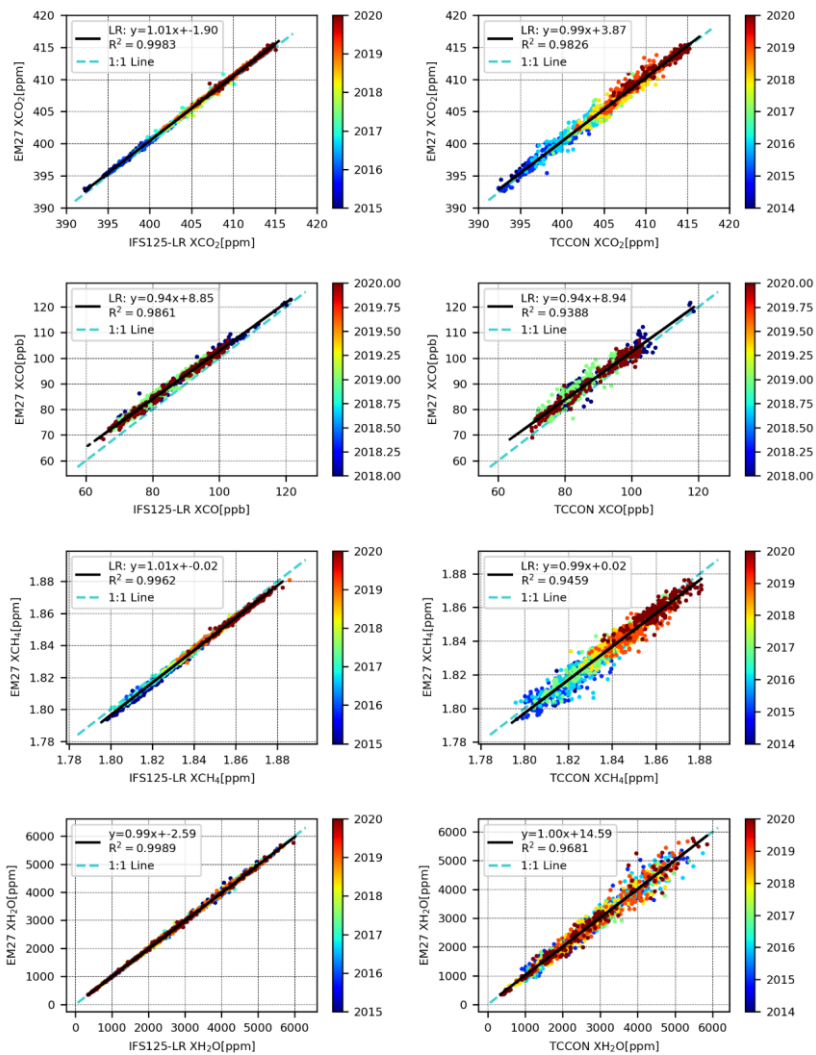 LR: y=1.01x+-1.90
R² = 0.9983
1:1 Line
415
410
405
400
395
390
EM27 XCO₂[ppm]
390 395 400 405 410 415 420
IFS125-LR XCO₂[ppm]
2020
2019
2018
2017
2016
2015
LR: y=0.99x+3.87
R² = 0.9826
1:1 Line
415
410
405
400
395
390
EM27 XCO₂[ppm]
390 395 400 405 410 415 420
TCCON XCO₂[ppm]
2020
2019
2018
2017
2016
2015
2014
LR: y=0.94x+8.85
R² = 0.9861
1:1 Line
120
110
100
90
80
70
60
EM27 XCO[ppb]
60 80 100 120
IFS125-LR XCO[ppb]
2020.00
2019.75
2019.50
2019.25
2019.00
2018.75
2018.50
2018.25
2018.00
LR: y=0.94x+8.94
R² = 0.9388
1:1 Line
120
110
100
90
80
70
60
EM27 XCO[ppb]
60 80 100 120
TCCON XCO[ppb]
2020.00
2019.75
2019.50
2019.25
2019.00
2018.75
2018.50
2018.25
2018.00
LR: y=1.01x+-0.02
R² = 0.9962
1:1 Line
1.88
1.86
1.84
1.82
1.80
1.78
EM27 XCH₄[ppm]
1.78 1.80 1.82 1.84 1.86 1.88
IFS125-LR XCH₄[ppm]
2020
2019
2018
2017
2016
2015
LR: y=0.99x+0.02
R² = 0.9459
1:1 Line
1.88
1.86
1.84
1.82
1.80
1.78
EM27 XCH₄[ppm]
1.78 1.80 1.82 1.84 1.86 1.88
TCCON XCH₄[ppm]
2020
2019
2018
2017
2016
2015
2014
y=0.99x+-2.59
R² = 0.9989
1:1 Line
6000
5000
4000
3000
2000
1000
0
EM27 XH₂O[ppm]
0 1000 2000 3000 4000 5000 6000
IFS125-LR XH₂O[ppm]
2020
2019
2018
2017
2016
2015
y=1.00x+14.59
R² = 0.9681
1:1 Line
6000
5000
4000
3000
2000
1000
0
EM27 XH₂O[ppm]
0 1000 2000 3000 4000 5000 6000
TCCON XH₂O[ppm]
2020
2019
2018
2017
2016
2015
2014